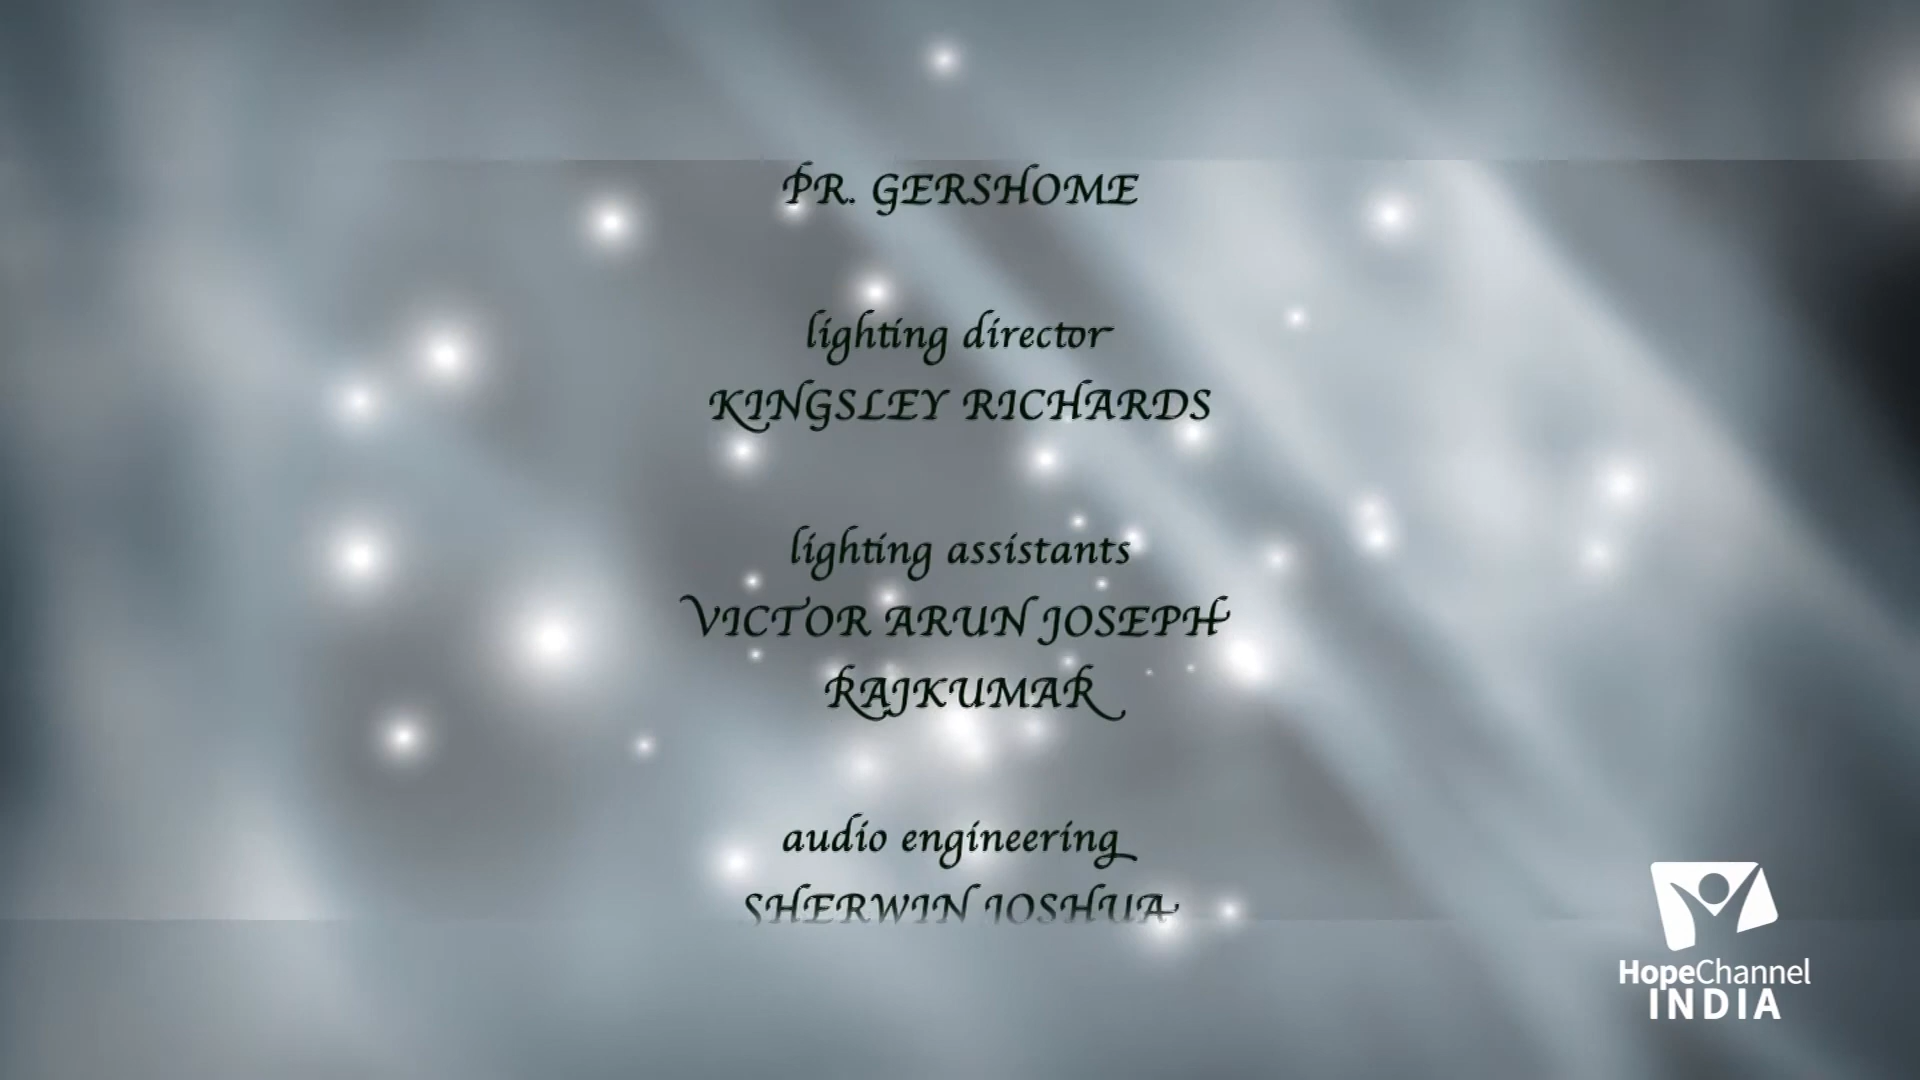 PR. GERSHOME
lighting director
KINGSLEY RICHARDS
lighting assistants
VICTOR ARUN JOSEPH
RAJKUMAR
audio engineering
SHERWIN JOSHUA
HopeChannel
INDIA